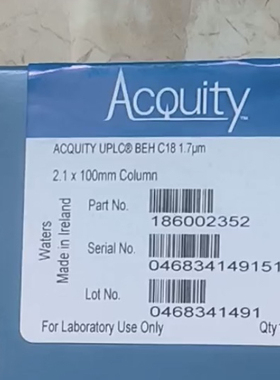 Acquity™
ACQUITY UPLC® BEH C18 1.7µm
2.1 x 100mm Column
Part No.
186002352
Serial No.
046834149151
Lot No.
0468341491
For Laboratory Use Only
Qty
Waters
Made in Ireland